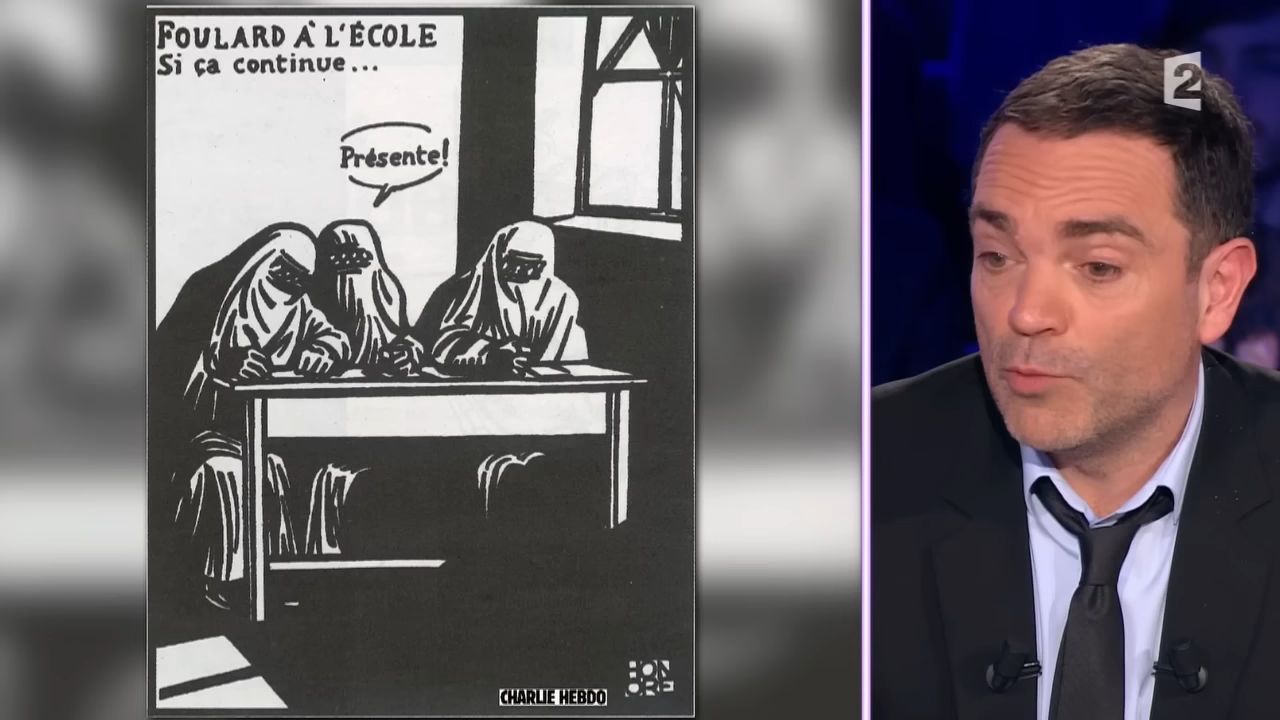 FOULARD À L'ÉCOLE
Si ça continue...
Présente!
2
CHARLIE HEBDO
HON
ORÉ